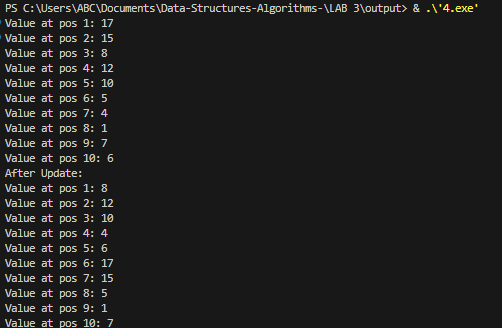 PS C:\Users\ABC\Documents\Data-Structures-Algorithms-\LAB 3\output> & .\'4.exe'
Value at pos 1: 17
Value at pos 2: 15
Value at pos 3: 8
Value at pos 4: 12
Value at pos 5: 10
Value at pos 6: 5
Value at pos 7: 4
Value at pos 8: 1
Value at pos 9: 7
Value at pos 10: 6
After Update:
Value at pos 1: 8
Value at pos 2: 12
Value at pos 3: 10
Value at pos 4: 4
Value at pos 5: 6
Value at pos 6: 17
Value at pos 7: 15
Value at pos 8: 5
Value at pos 9: 1
Value at pos 10: 7